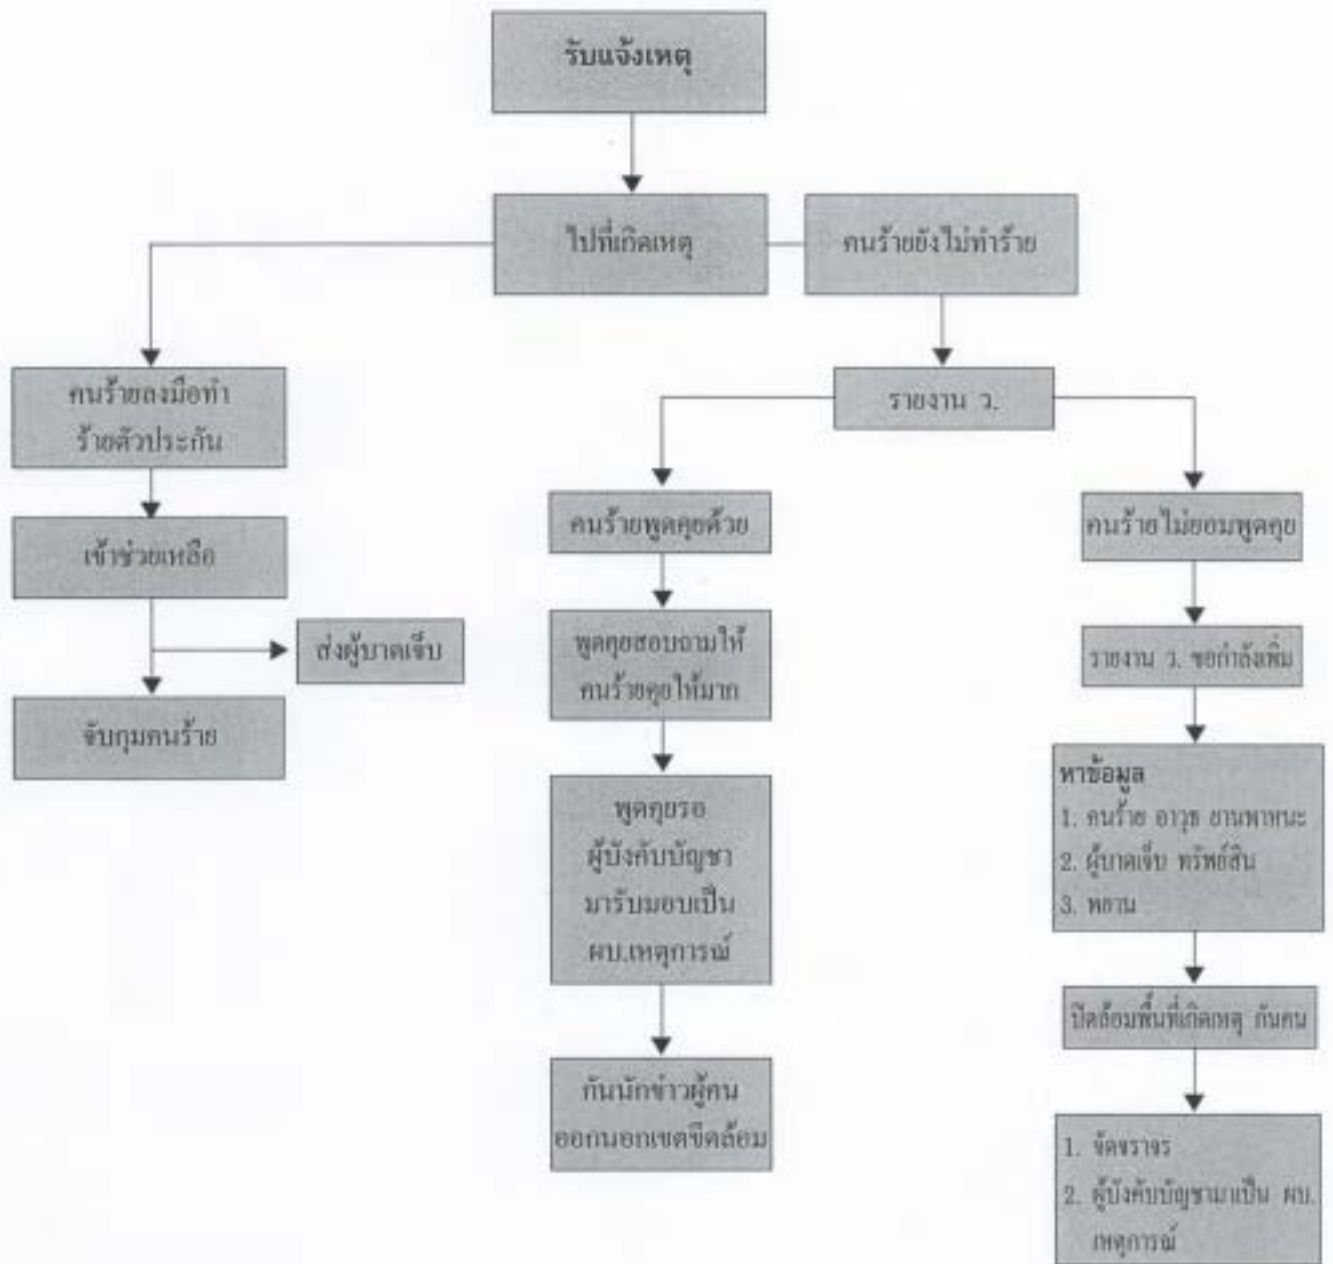 รับแจ้งเหตุ
ไปที่เกิดเหตุ
คนร้ายยังไม่ทำร้าย
คนร้ายลงมือทำ
ร้ายตัวประกัน
เข้าช่วยเหลือ
ส่งผู้บาดเจ็บ
จับกุมคนร้าย
รายงาน ว.
คนร้ายพูดคุยด้วย
พูดคุยสอบถามให้
คนร้ายคุยให้มาก
พูดคุยรอ
ผู้บังคับบัญชา
มารับมอบเป็น
ผบ.เหตุการณ์
กันนักข่าวผู้คน
ออกนอกเขตขีดล้อม
คนร้ายไม่ยอมพูดคุย
รายงาน ว. ขอกำลังเพิ่ม
หาข้อมูล
1. คนร้าย อาวุธ ยานพาหนะ
2. ผู้บาดเจ็บ ทรัพย์สิน
3. พยาน
ปิดล้อมพื้นที่เกิดเหตุ กันคน
1. จัดจราจร
2. ผู้บังคับบัญชามาเป็น ผบ.
เหตุการณ์